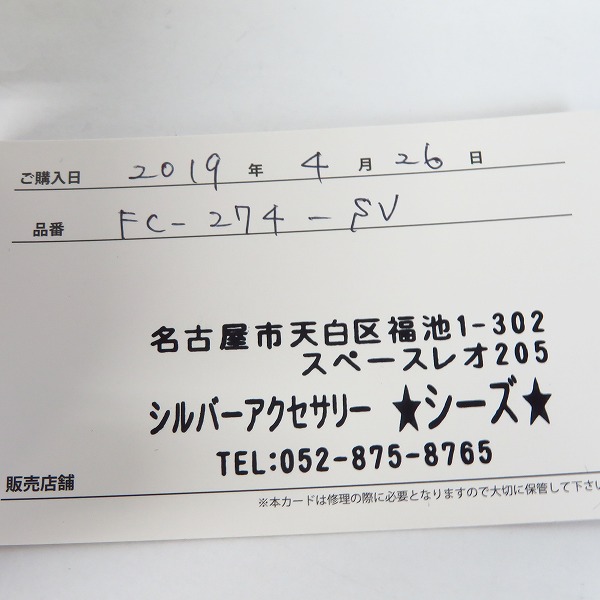 ご購入日 2019 年 4 月 26 日
品番 FC-274-SV
名古屋市天白区福池1-302
スペースレオ205
シルバーアクセサリー ★シーズ★
TEL:052-875-8765
販売店舗
※本カードは修理の際に必要となりますので大切に保管して下さい